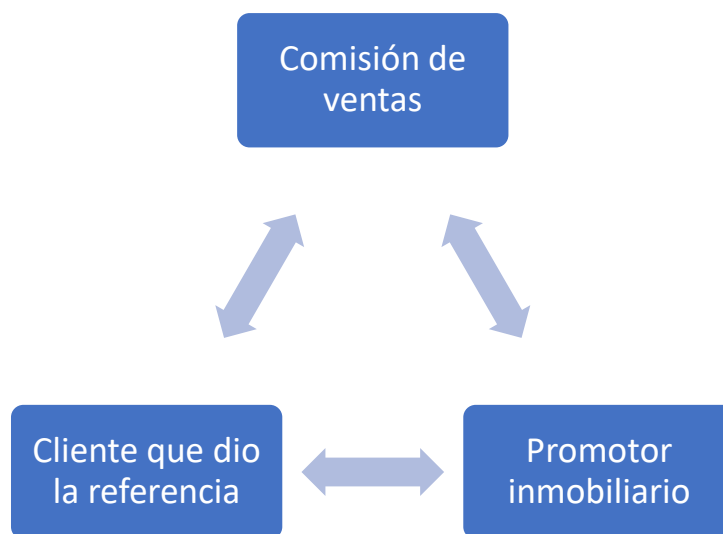 Comisión de
ventas
Cliente que dio
la referencia
Promotor
inmobiliario